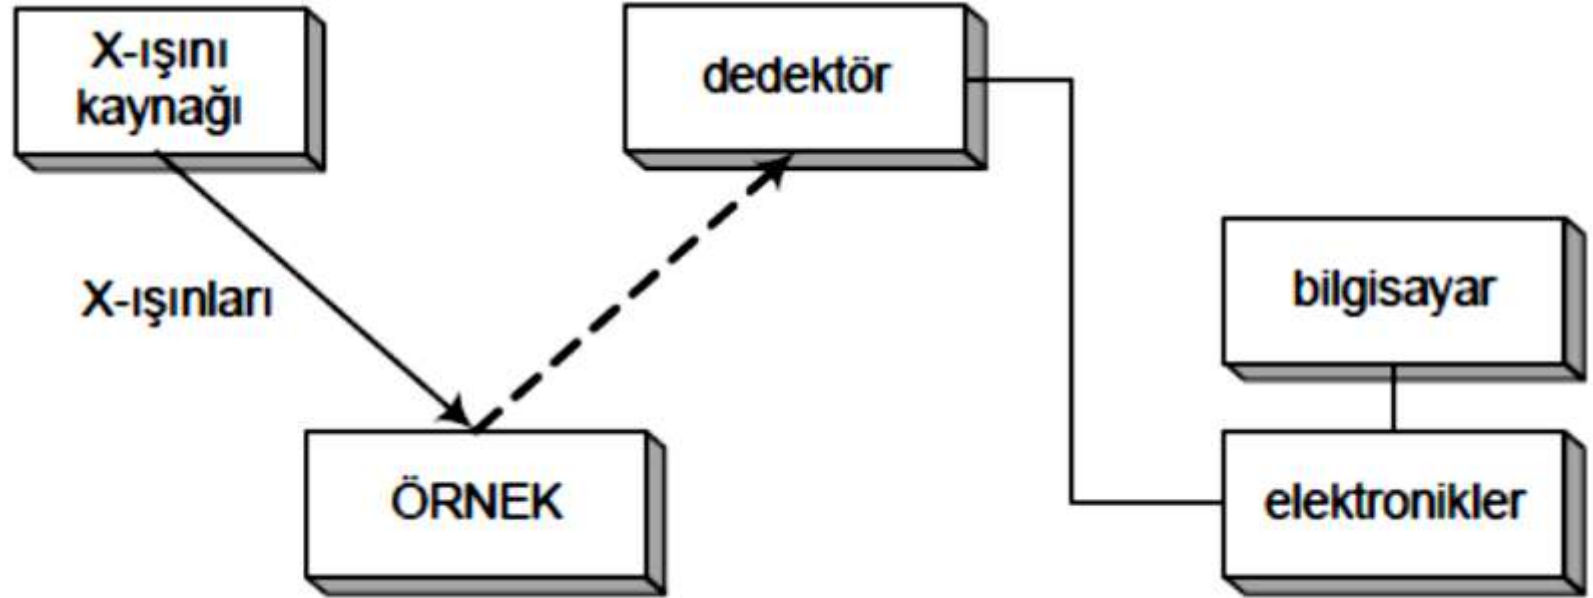 X-ışını
kaynağı
dedektör
X-ışınları
bilgisayar
ÖRNEK
elektronikler